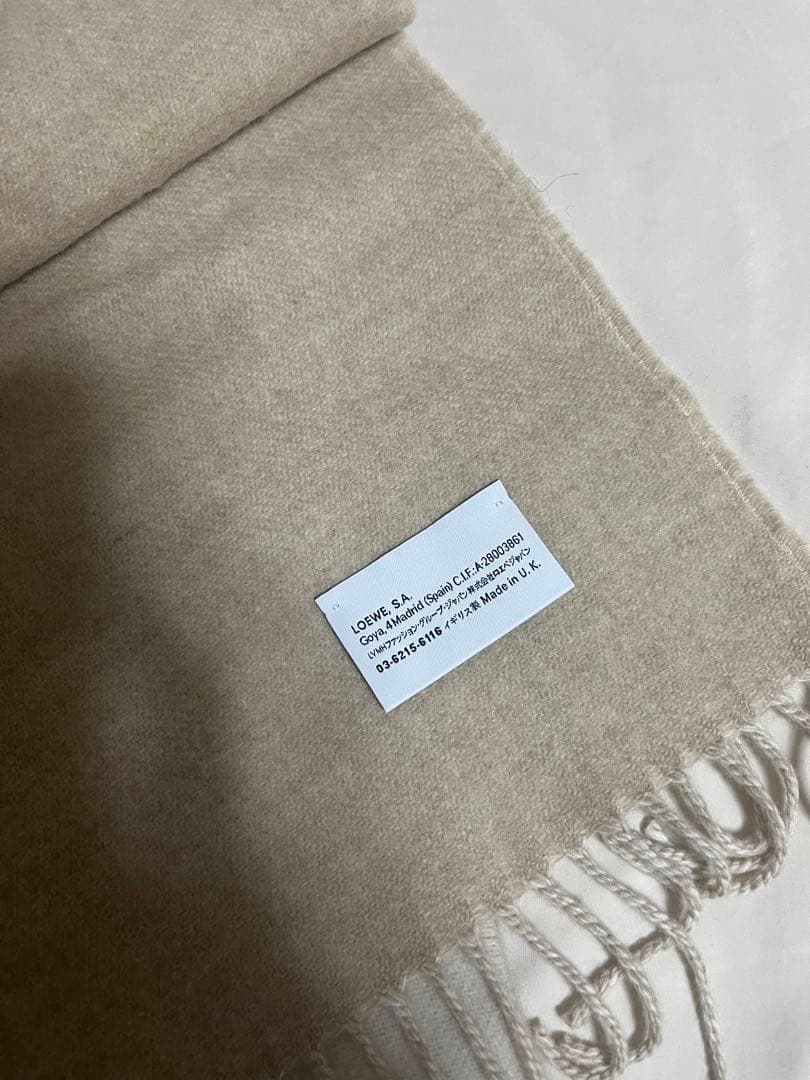 LOEWE, S.A.
Goya, 4 Madrid (Spain) C.I.F.:A-28003861
LVMHファッション・グループ・ジャパン株式会社ロエベジャパン
03-6215-6116 イギリス製 Made in U.K.